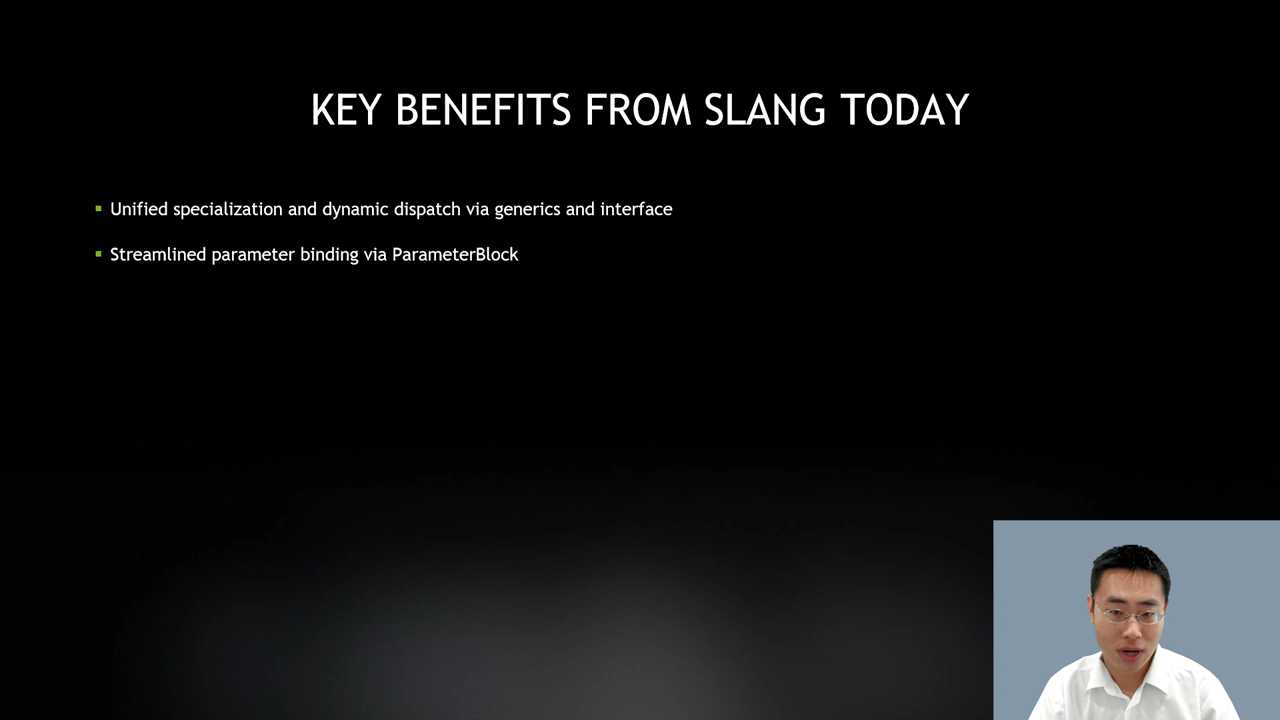 KEY BENEFITS FROM SLANG TODAY
Unified specialization and dynamic dispatch via generics and interface
Streamlined parameter binding via ParameterBlock